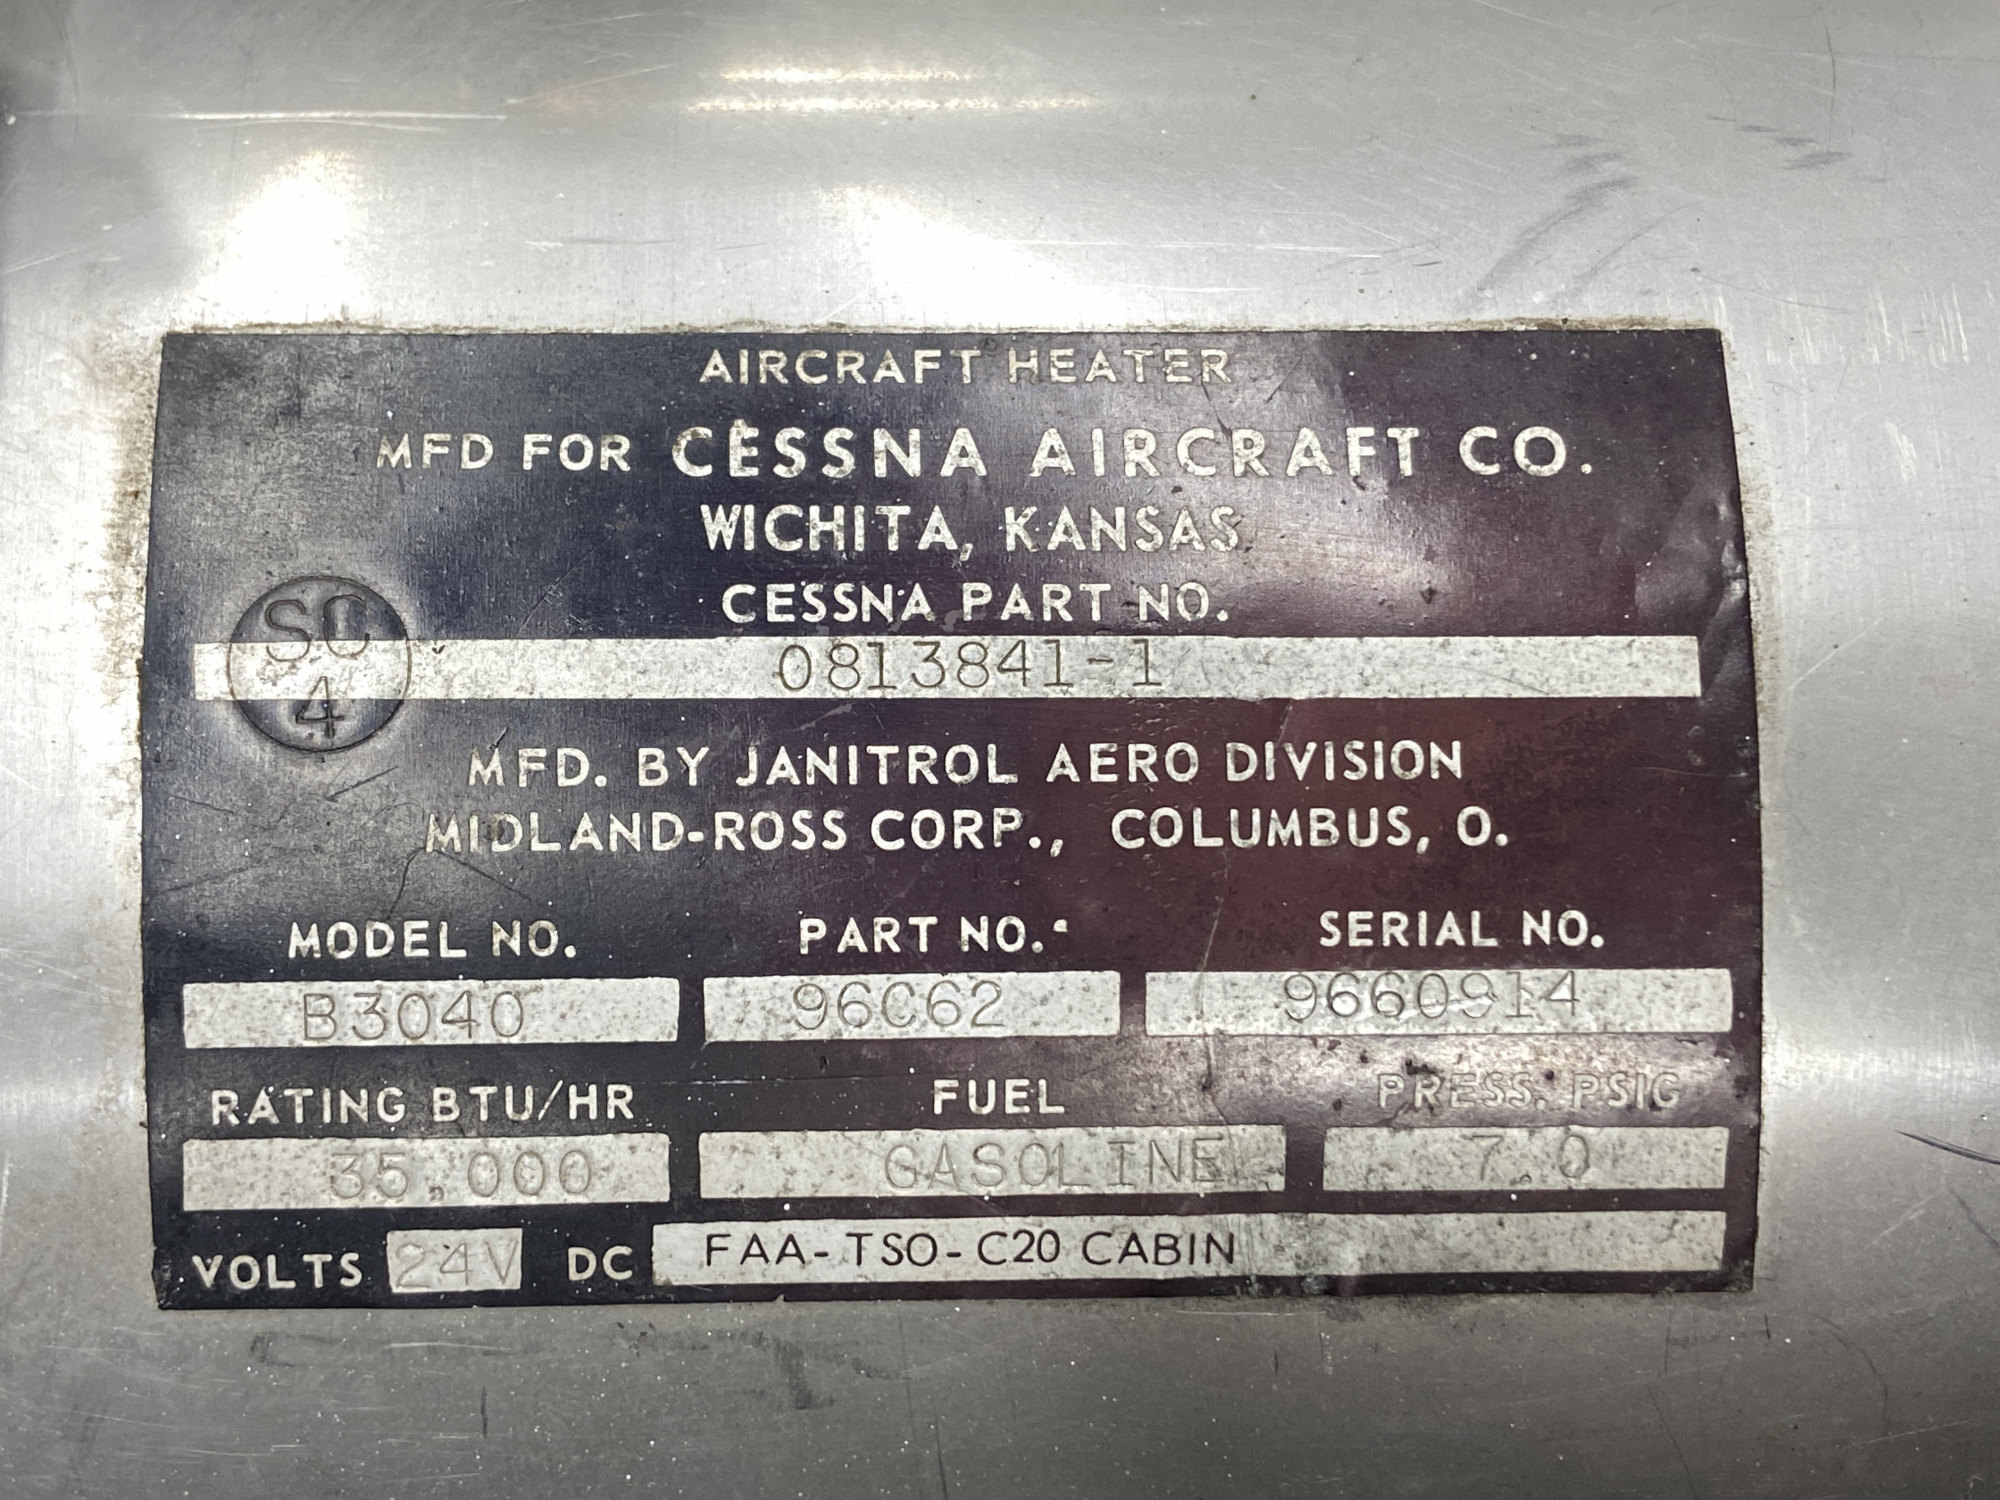 AIRCRAFT HEATER
MFD FOR CESSNA AIRCRAFT CO.
WICHITA, KANSAS
CESSNA PART NO.
SC
4
0813841-1
MFD. BY JANITROL AERO DIVISION
MIDLAND-ROSS CORP., COLUMBUS, O.
MODEL NO. PART NO. SERIAL NO.
B3040 96C62 9660914
RATING BTU/HR FUEL PRESS. PSIG
35,000 GASOLINE 7.0
VOLTS 24V DC FAA-TSO-C20 CABIN